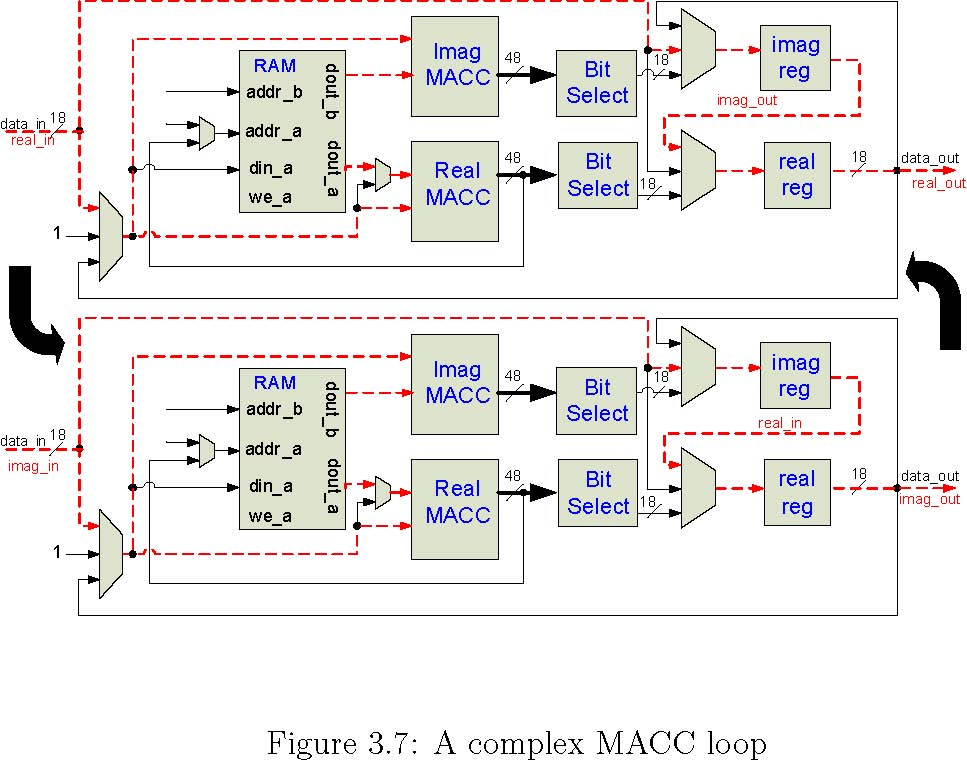 Imag
MACC
48
Bit
Select
18
imag
reg
imag_out
RAM
addr_b
addr_a
din_a
we_a
dout_b
dout_a
data_in 18
real_in
Real
MACC
48
Bit
Select
18
real
reg
18
data_out
real_out
1
Imag
MACC
48
Bit
Select
18
imag
reg
real_in
RAM
addr_b
addr_a
din_a
we_a
dout_b
dout_a
data_in 18
imag_in
Real
MACC
48
Bit
Select
18
real
reg
18
data_out
imag_out
1
Figure 3.7: A complex MACC loop